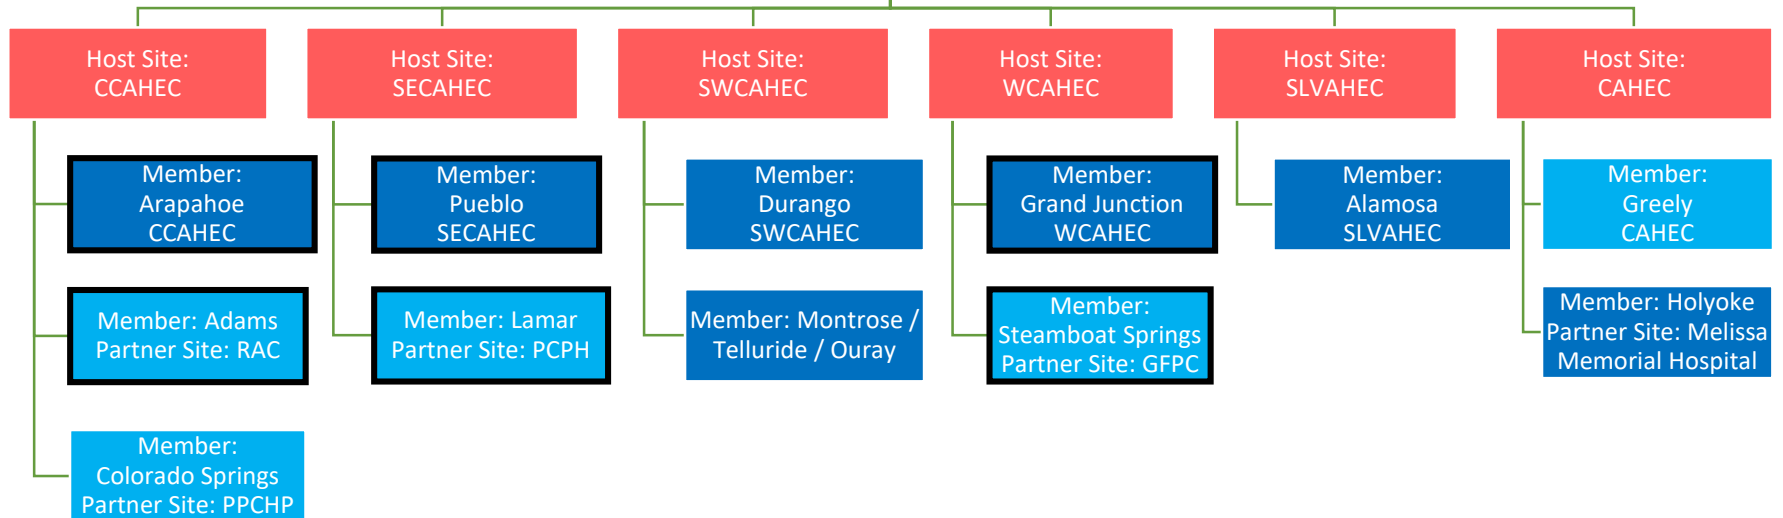 Host Site:
CCAHEC
Host Site:
SECAHEC
Host Site:
SWCAHEC
Host Site:
WCAHEC
Host Site:
SLVAHEC
Host Site:
CAHEC
Member:
Arapahoe
CCAHEC
Member:
Pueblo
SECAHEC
Member:
Durango
SWCAHEC
Member:
Grand Junction
WCAHEC
Member:
Alamosa
SLVAHEC
Member:
Greely
CAHEC
Member: Adams
Partner Site: RAC
Member: Lamar
Partner Site: PCPH
Member: Montrose /
Telluride / Ouray
Member:
Steamboat Springs
Partner Site: GFPC
Member: Holyoke
Partner Site: Melissa
Memorial Hospital
Member:
Colorado Springs
Partner Site: PPCHP